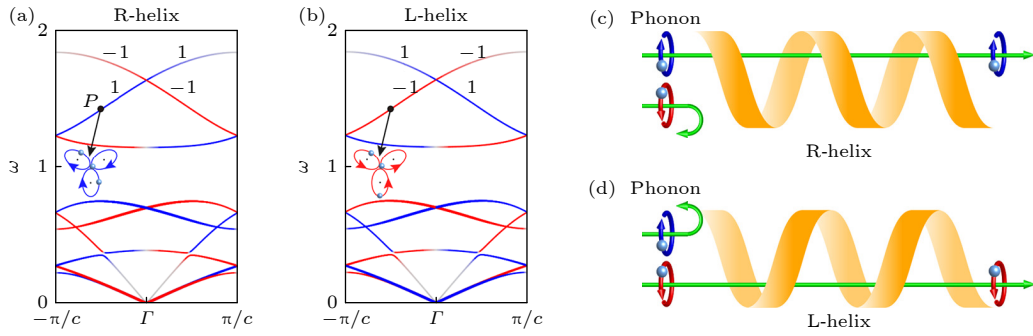 (a)
R-helix
2
−1
1
1
−1
P
ω
1
0
−π/c
Γ
π/c
(b)
L-helix
2
1
−1
−1
1
P
ω
1
0
−π/c
Γ
π/c
(c)
Phonon
R-helix
(d)
Phonon
L-helix